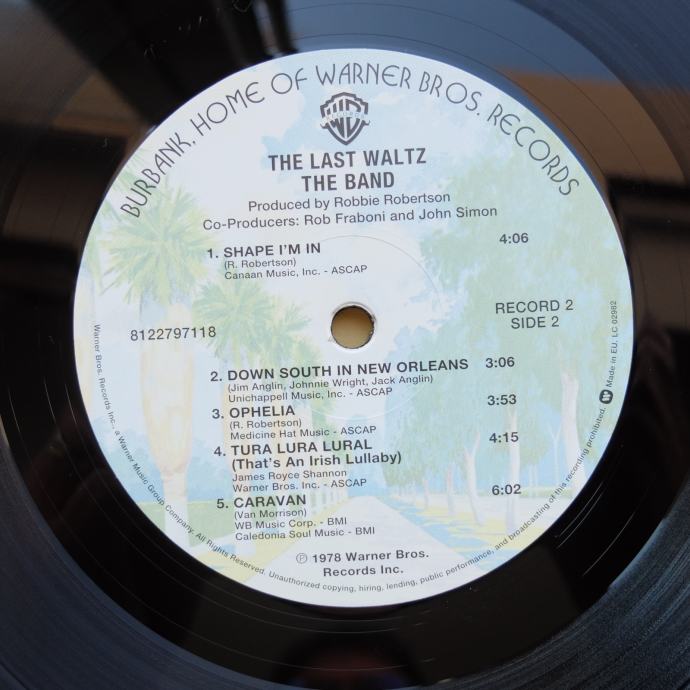 BURBANK, HOME OF WARNER BROS. RECORDS
THE LAST WALTZ
THE BAND
Produced by Robbie Robertson
Co-Producers: Rob Fraboni and John Simon
1. SHAPE I'M IN 4:06
(R. Robertson)
Canaan Music, Inc. - ASCAP
8122797118
RECORD 2
SIDE 2
2. DOWN SOUTH IN NEW ORLEANS 3:06
(Jim Anglin, Johnnie Wright, Jack Anglin)
Unichappell Music, Inc. - ASCAP
3. OPHELIA 3:53
(R. Robertson)
Medicine Hat Music - ASCAP
4. TURA LURA LURAL 4:15
(That's An Irish Lullaby)
James Royce Shannon
Warner Bros. Inc. - ASCAP
5. CARAVAN 6:02
(Van Morrison)
WB Music Corp. - BMI
Caledonia Soul Music - BMI
℗ 1978 Warner Bros.
Records Inc.
Warner Bros. Records Inc., a Warner Music Group Company. All Rights Reserved. Unauthorized copying, hiring, lending, public performance, and broadcasting of this recording prohibited. Made in EU. LC 02982